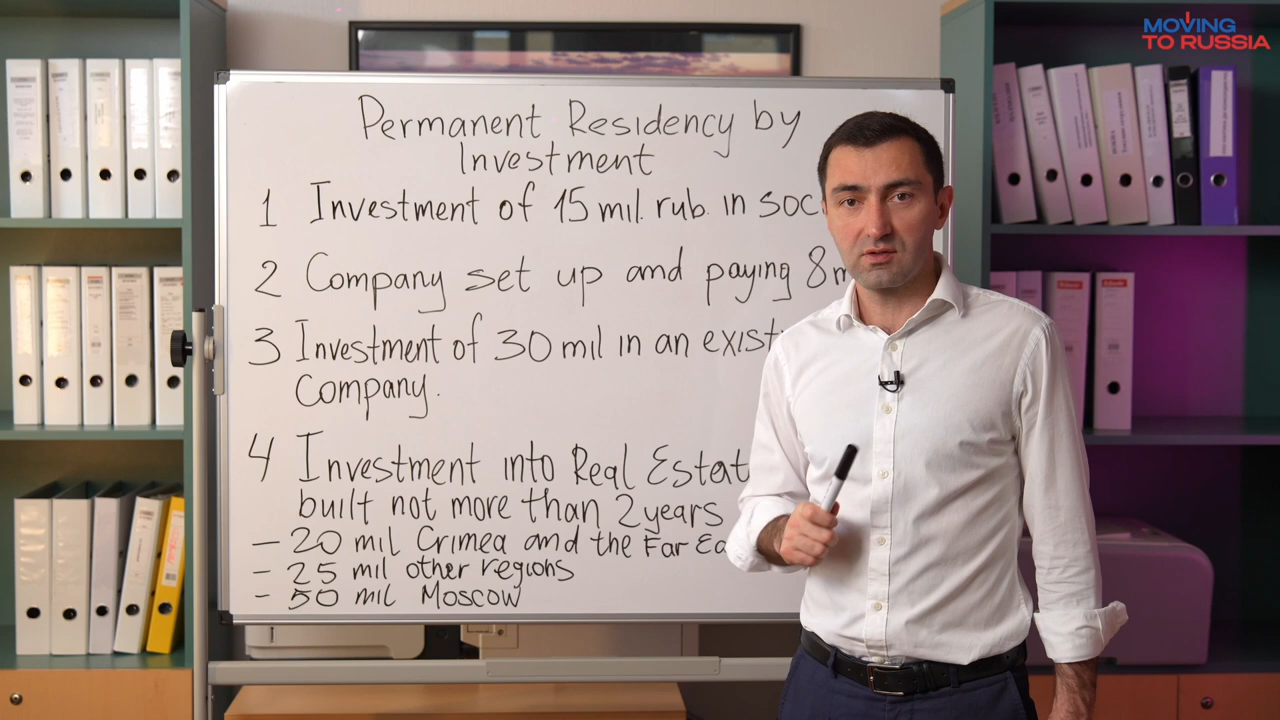 MOVING
TO RUSSIA
Permanent Residency by
Investment
1 Investment of 15 mil. rub. in soc
2 Company set up and paying 8m
3 Investment of 30 mil in an exist
company.
4 Investment into Real Estat
built not more than 2 years
- 20 mil Crimea and the Far Ea
- 25 mil other regions
- 50 mil Moscow